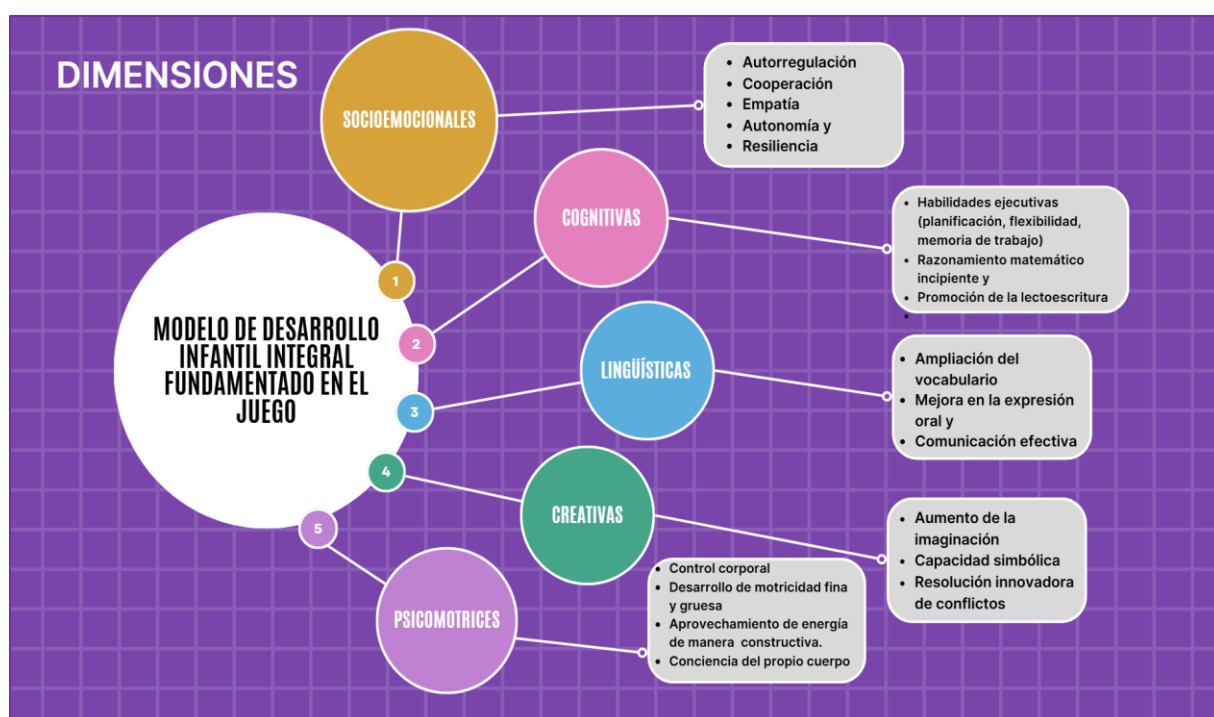 DIMENSIONES
SOCIOEMOCIONALES
• Autorregulación
• Cooperación
• Empatía
• Autonomía y
• Resiliencia
COGNITIVAS
• Habilidades ejecutivas
(planificación, flexibilidad,
memoria de trabajo)
• Razonamiento matemático
incipiente y
• Promoción de la lectoescritura
•
MODELO DE DESARROLLO
INFANTIL INTEGRAL
FUNDAMENTADO EN EL
JUEGO
1
2
3
4
5
LINGÜÍSTICAS
• Ampliación del
vocabulario
• Mejora en la expresión
oral y
• Comunicación efectiva
CREATIVAS
• Aumento de la
imaginación
• Capacidad simbólica
• Resolución innovadora
de conflictos
PSICOMOTRICES
• Control corporal
• Desarrollo de motricidad fina
y gruesa
• Aprovechamiento de energía
de manera constructiva.
• Conciencia del propio cuerpo